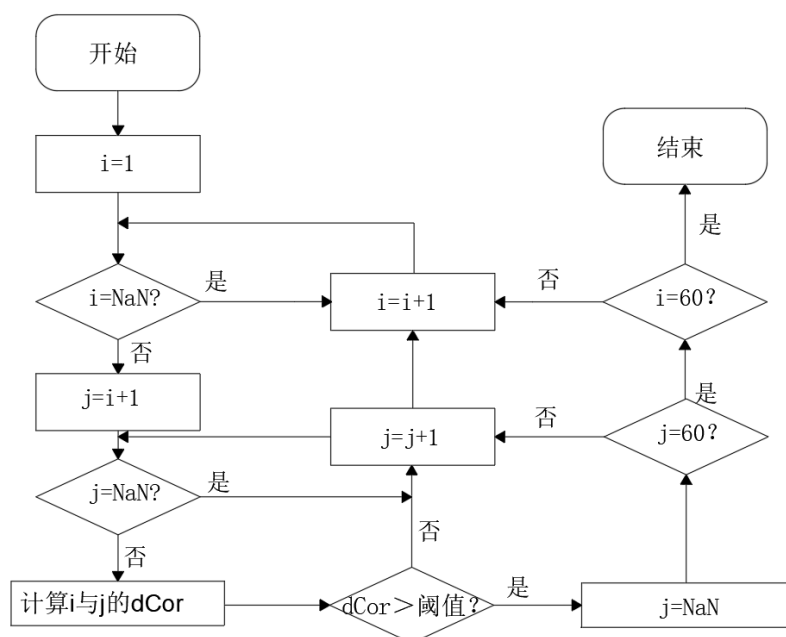 开始
i=1
结束
是
i=NaN?
是
i=i+1
否
i=60?
否
j=i+1
是
j=j+1
否
j=60?
j=NaN?
是
否
否
计算i与j的dCor
dCor＞阈值?
是
j=NaN